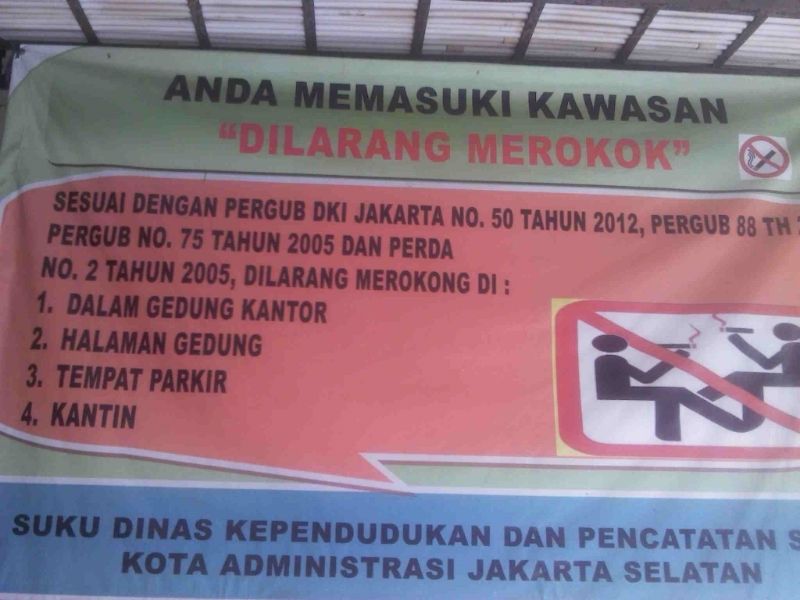 ANDA MEMASUKI KAWASAN
“DILARANG MEROKOK”
SESUAI DENGAN PERGUB DKI JAKARTA NO. 50 TAHUN 2012, PERGUB 88 TH
PERGUB NO. 75 TAHUN 2005 DAN PERDA
NO. 2 TAHUN 2005, DILARANG MEROKONG DI :
1. DALAM GEDUNG KANTOR
2. HALAMAN GEDUNG
3. TEMPAT PARKIR
4. KANTIN
SUKU DINAS KEPENDUDUKAN DAN PENCATATAN
KOTA ADMINISTRASI JAKARTA SELATAN